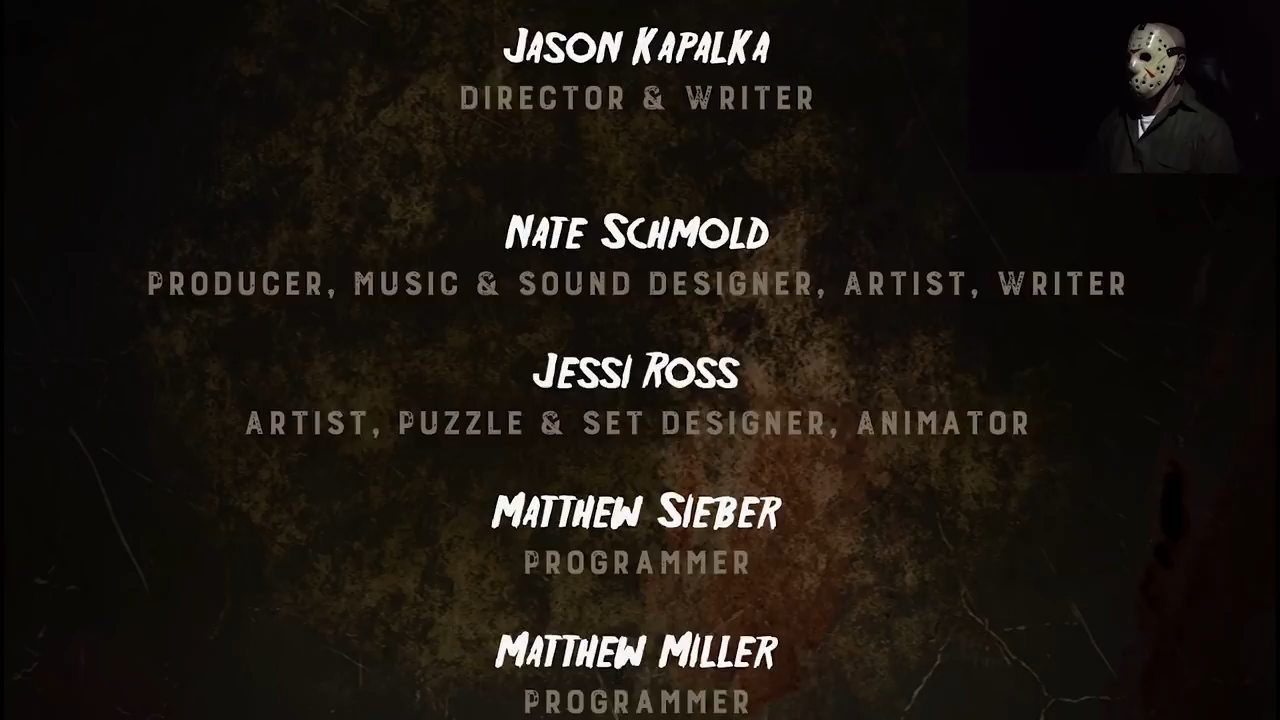 JASON KAPALKA
DIRECTOR & WRITER
NATE SCHMOLD
PRODUCER, MUSIC & SOUND DESIGNER, ARTIST, WRITER
JESSI ROSS
ARTIST, PUZZLE & SET DESIGNER, ANIMATOR
MATTHEW SIEBER
PROGRAMMER
MATTHEW MILLER
PROGRAMMER